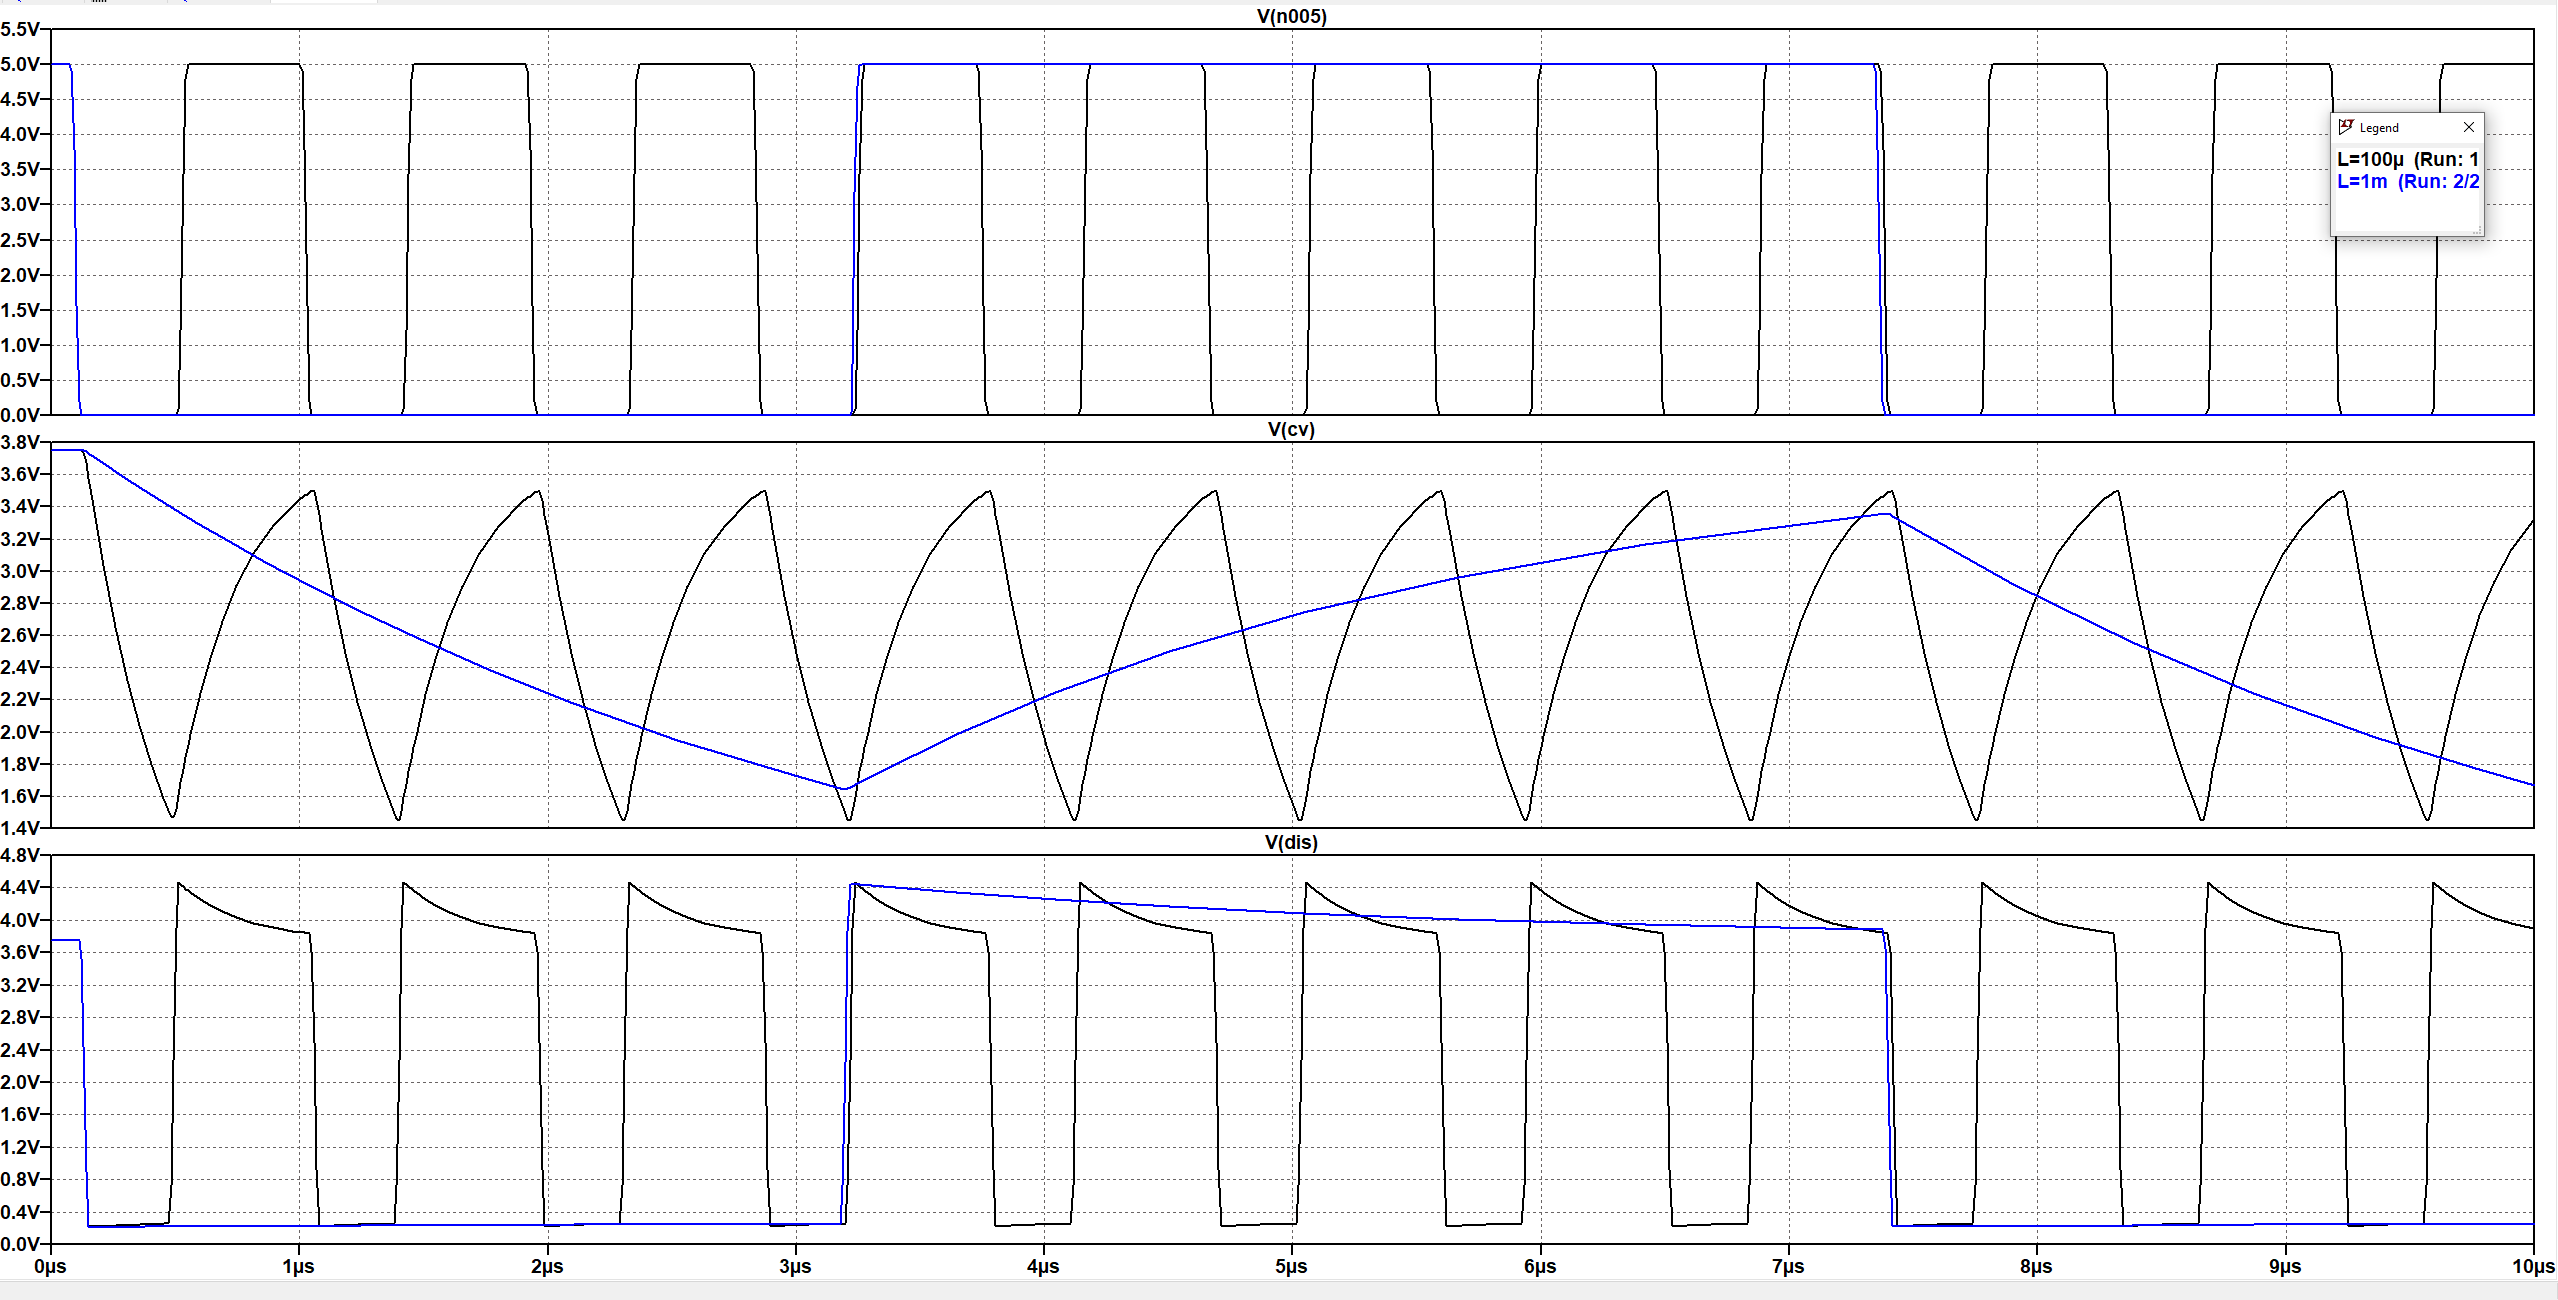 V(n005)
5.5V
5.0V
4.5V
4.0V
3.5V
3.0V
2.5V
2.0V
1.5V
1.0V
0.5V
0.0V
Legend
L=100µ (Run: 1
L=1m (Run: 2/2
V(cv)
3.8V
3.6V
3.4V
3.2V
3.0V
2.8V
2.6V
2.4V
2.2V
2.0V
1.8V
1.6V
1.4V
V(dis)
4.8V
4.4V
4.0V
3.6V
3.2V
2.8V
2.4V
2.0V
1.6V
1.2V
0.8V
0.4V
0.0V
0µs 1µs 2µs 3µs 4µs 5µs 6µs 7µs 8µs 9µs 10µs